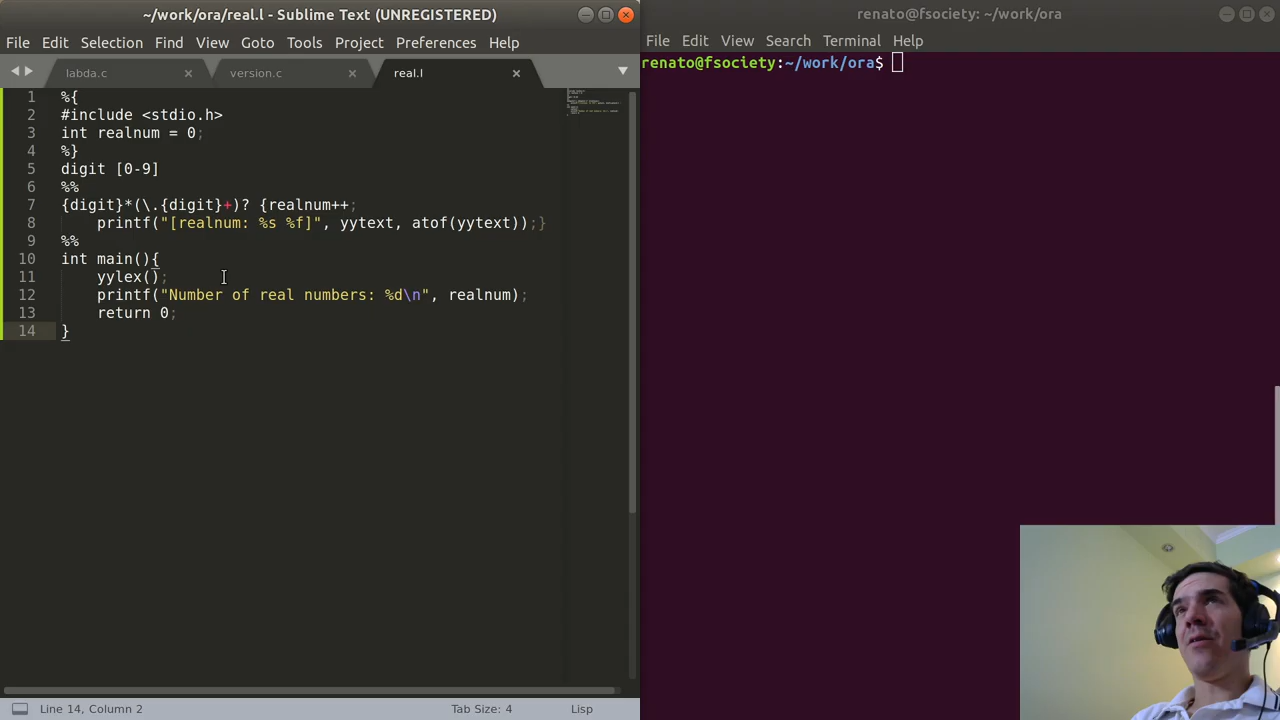 ~/work/ora/real.l - Sublime Text (UNREGISTERED)
File Edit Selection Find View Goto Tools Project Preferences Help
labda.c version.c real.l
1 %{
2 #include <stdio.h>
3 int realnum = 0;
4 %}
5 digit [0-9]
6 %%
7 {digit}*(\.{digit}+)? {realnum++;
8 printf("[realnum: %s %f]", yytext, atof(yytext));}
9 %%
10 int main(){
11 yylex();
12 printf("Number of real numbers: %d\n", realnum);
13 return 0;
14 }
Line 14, Column 2 Tab Size: 4 Lisp
renato@fsociety: ~/work/ora
File Edit View Search Terminal Help
renato@fsociety:~/work/ora$